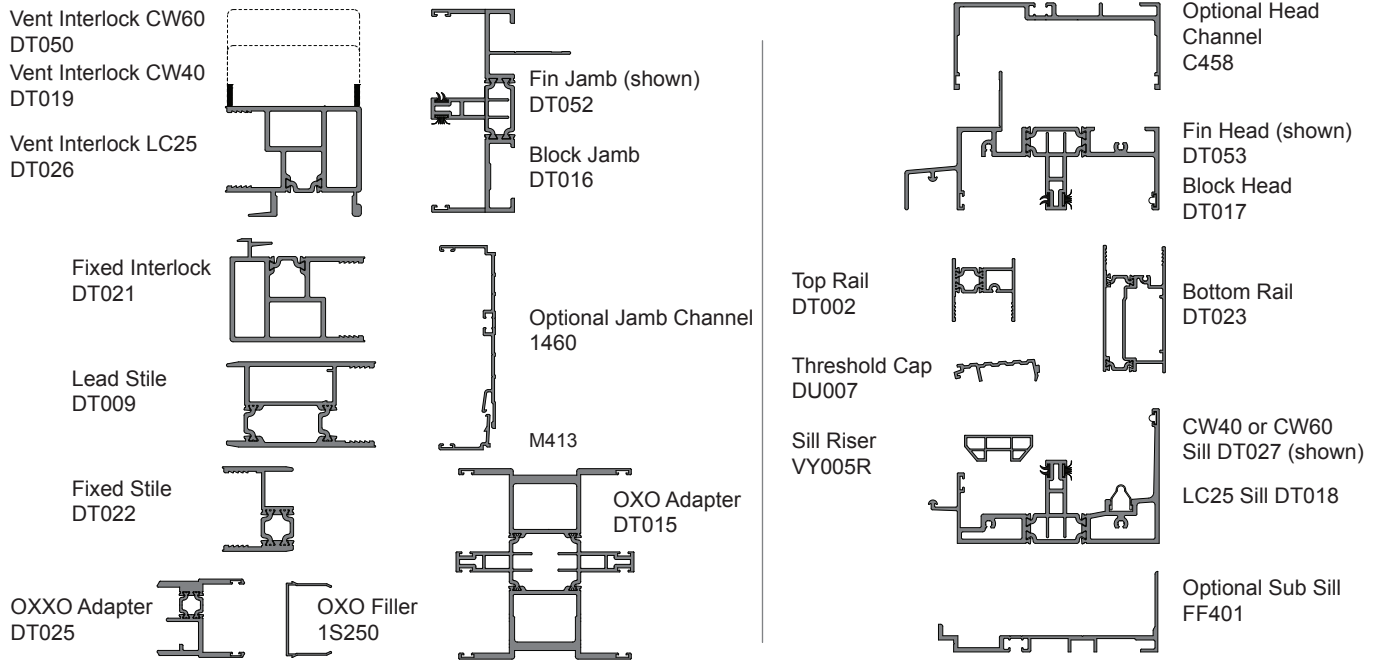 Vent Interlock CW60
DT050
Vent Interlock CW40
DT019
Vent Interlock LC25
DT026
Fin Jamb (shown)
DT052
Block Jamb
DT016
Fixed Interlock
DT021
Optional Jamb Channel
1460
Lead Stile
DT009
M413
Fixed Stile
DT022
OXO Adapter
DT015
OXXO Adapter
DT025
OXO Filler
1S250
Optional Head
Channel
C458
Fin Head (shown)
DT053
Block Head
DT017
Top Rail
DT002
Bottom Rail
DT023
Threshold Cap
DU007
Sill Riser
VY005R
CW40 or CW60
Sill DT027 (shown)
LC25 Sill DT018
Optional Sub Sill
FF401